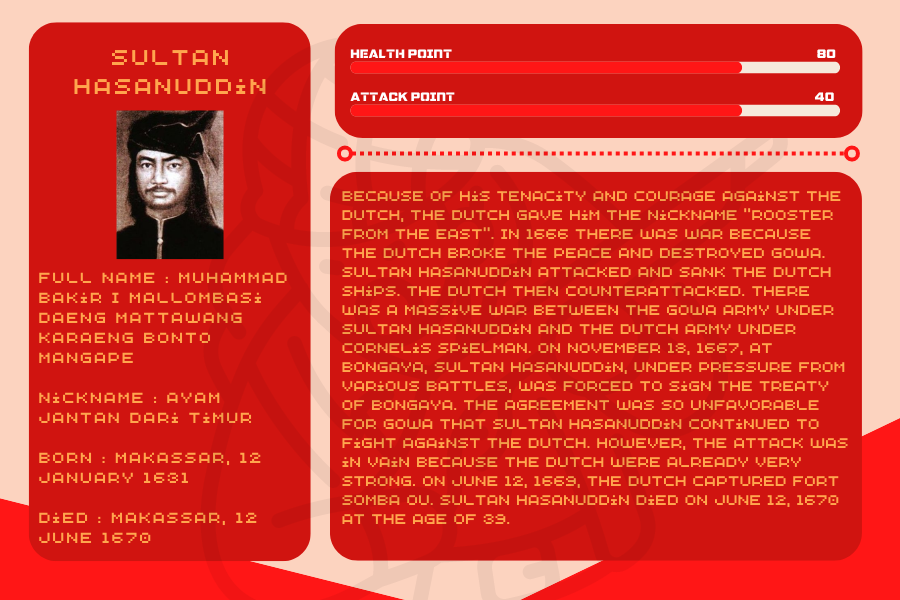 SULTAN
HASANUDDiN
FULL NAME : MUHAMMAD
BAKiR I MALLOMBASi
DAENG MATTAWANG
KARAENG BONTO
MANGAPE
NiCKNAME : AYAM
JANTAN DARi TiMUR
BORN : MAKASSAR, 12
JANUARY 1631
DiED : MAKASSAR, 12
JUNE 1670
HEALTH POINT 80
ATTACK POINT 40
BECAUSE OF HiS TENACiTY AND COURAGE AGAiNST THE
DUTCH, THE DUTCH GAVE HiM THE NiCKNAME "ROOSTER
FROM THE EAST". IN 1666 THERE WAS WAR BECAUSE
THE DUTCH BROKE THE PEACE AND DESTROYED GOWA.
SULTAN HASANUDDiN ATTACKED AND SANK THE DUTCH
SHiPS. THE DUTCH THEN COUNTERATTACKED. THERE
WAS A MASSiVE WAR BETWEEN THE GOWA ARMY UNDER
SULTAN HASANUDDiN AND THE DUTCH ARMY UNDER
CORNELiS SPiELMAN. ON NOVEMBER 18, 1667, AT
BONGAYA, SULTAN HASANUDDiN, UNDER PRESSURE FROM
VARiOUS BATTLES, WAS FORCED TO SiGN THE TREATY
OF BONGAYA. THE AGREEMENT WAS SO UNFAVORABLE
FOR GOWA THAT SULTAN HASANUDDiN CONTiNUED TO
FiGHT AGAiNST THE DUTCH. HOWEVER, THE ATTACK WAS
iN VAiN BECAUSE THE DUTCH WERE ALREADY VERY
STRONG. ON JUNE 12, 1669, THE DUTCH CAPTURED FORT
SOMBA OU. SULTAN HASANUDDiN DiED ON JUNE 12, 1670
AT THE AGE OF 39.